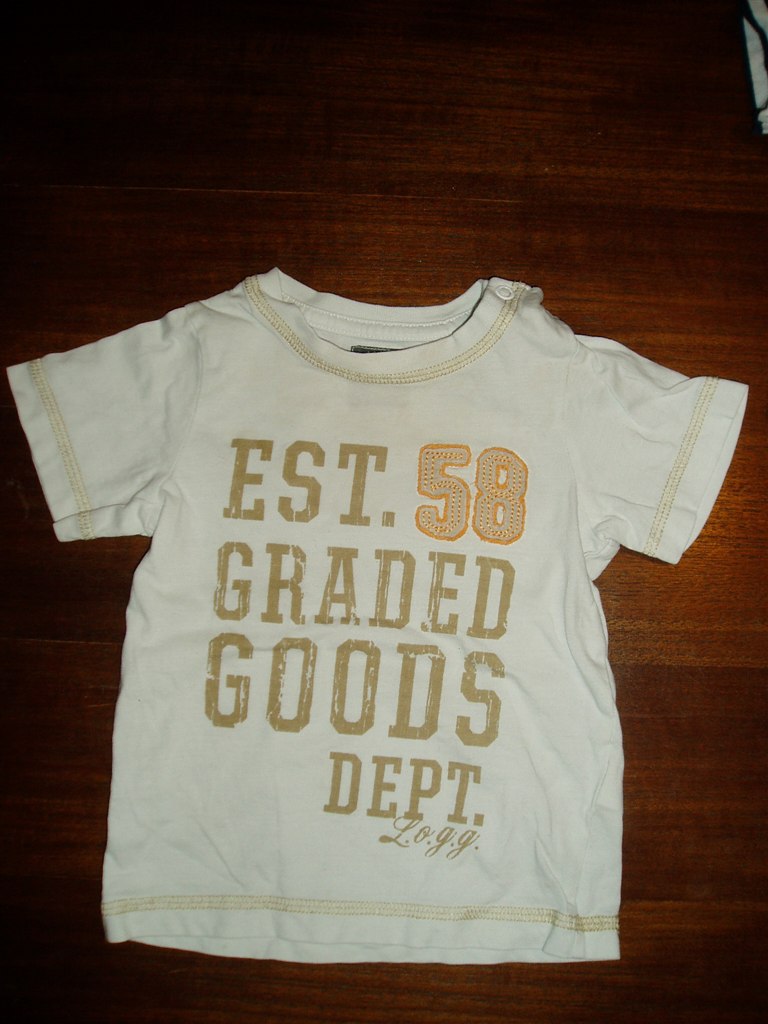 EST. 58
GRADED
GOODS
DEPT.
L.o.g.g.